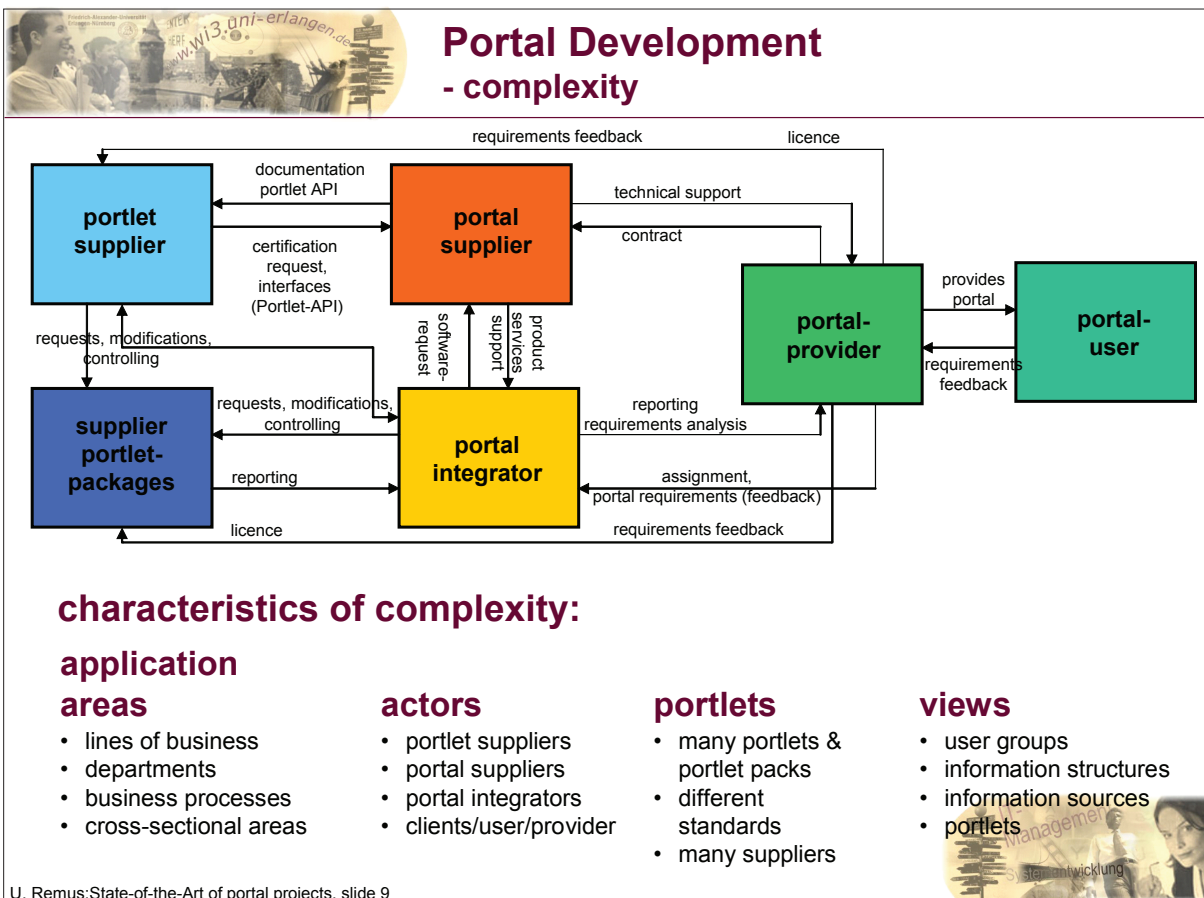 Friedrich-Alexander-Universität
Erlangen-Nürnberg
www.wi3.uni-erlangen.de
Portal Development
- complexity
requirements feedback
licence
documentation
portlet API
technical support
portlet
supplier
portal
supplier
certification
request,
interfaces
(Portlet-API)
contract
provides
portal
portal-
provider
portal-
user
requirements
feedback
requests, modifications,
controlling
software-
request
product
services
support
requests, modifications,
controlling
reporting
requirements analysis
supplier
portlet-
packages
portal
integrator
reporting
assignment,
portal requirements (feedback)
licence
requirements feedback
characteristics of complexity:
application
areas
• lines of business
• departments
• business processes
• cross-sectional areas
actors
• portlet suppliers
• portal suppliers
• portal integrators
• clients/user/provider
portlets
• many portlets &
portlet packs
• different
standards
• many suppliers
views
• user groups
• information structures
• information sources
• portlets
Management
Systementwicklung
U. Remus:State-of-the-Art of portal projects, slide 9